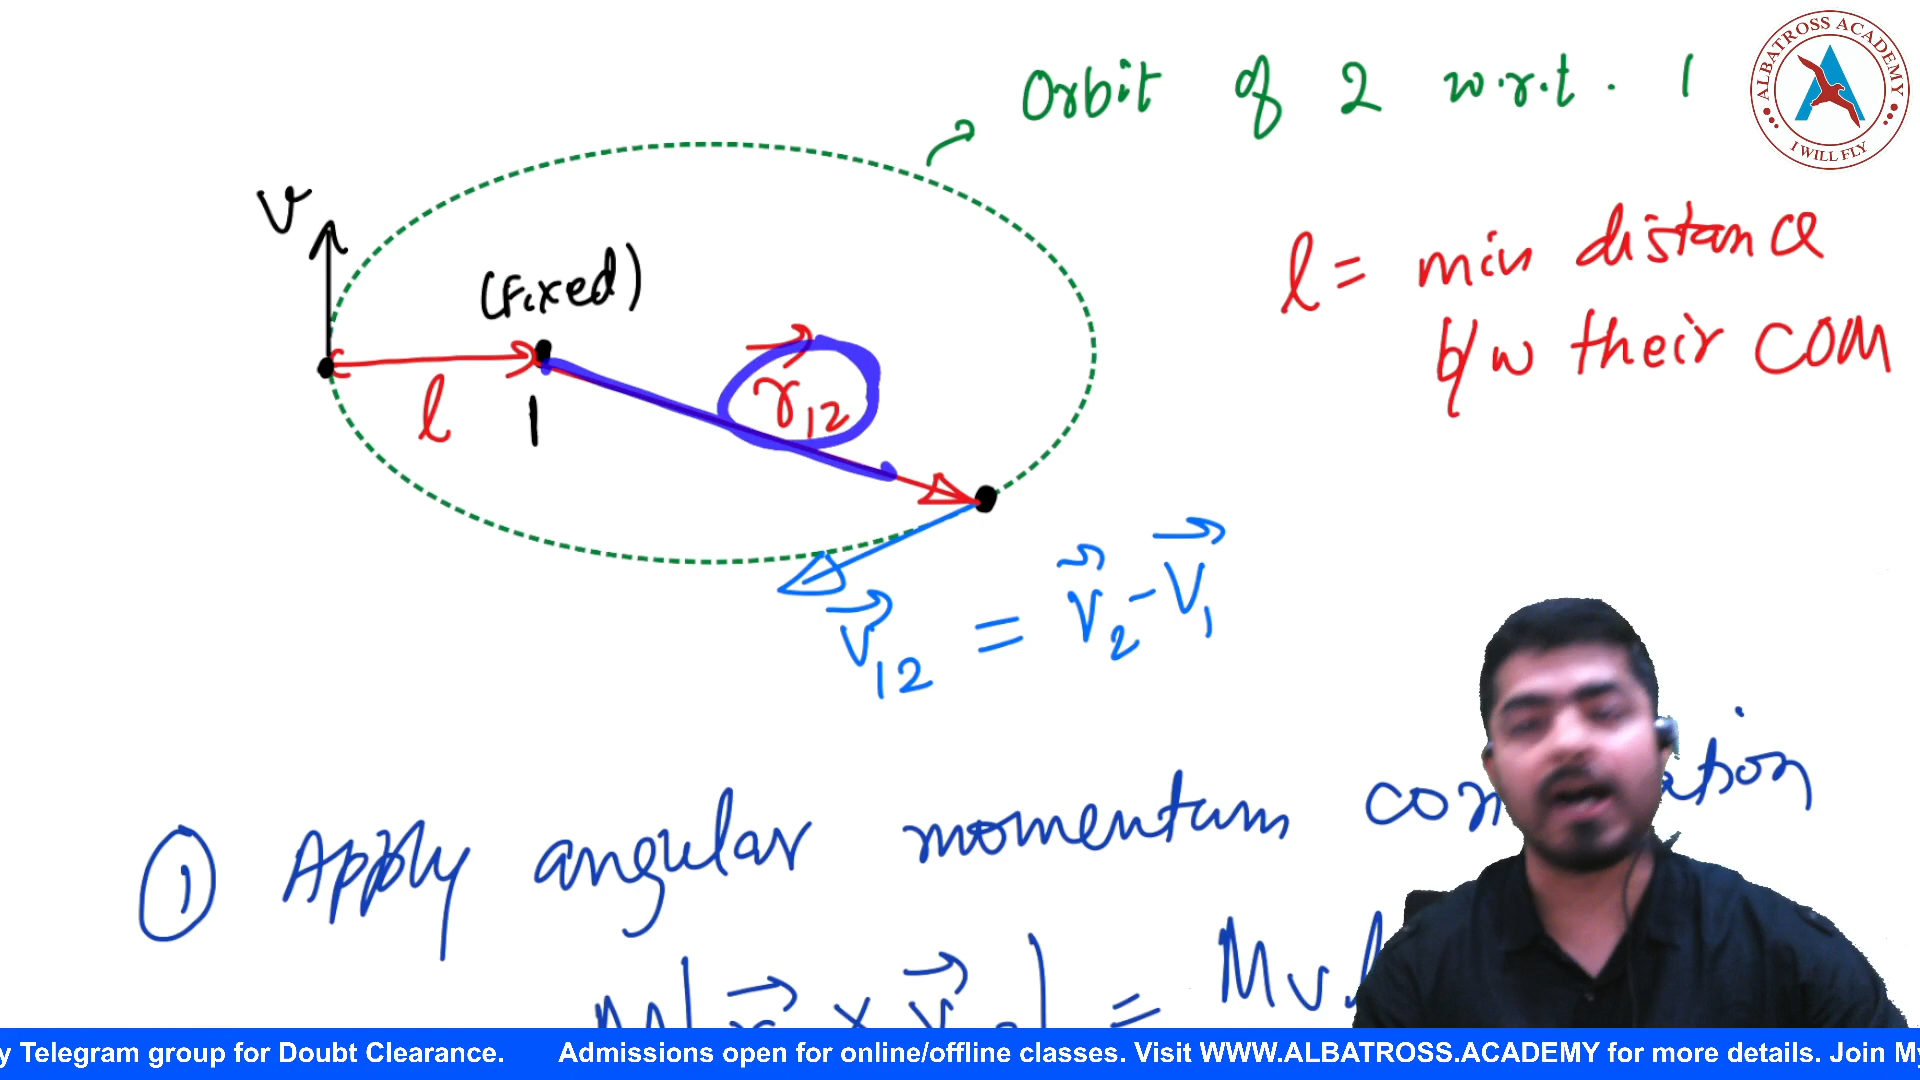 Orbit of 2 w.r.t. 1
ALBATROSS ACADEMY
I WILL FLY
v
(Fixed)
l = min distance
b/w their COM
r12
l
1
v12 = v2 - v1
1 Apply angular momentum
= Mvl
y Telegram group for Doubt Clearance. Admissions open for online/offline classes. Visit WWW.ALBATROSS.ACADEMY for more details. Join My